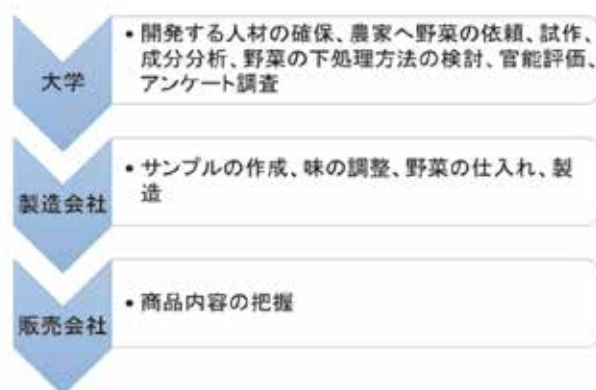 大学
• 開発する人材の確保、農家へ野菜の依頼、試作、
成分分析、野菜の下処理方法の検討、官能評価、
アンケート調査
製造会社
• サンプルの作成、味の調整、野菜の仕入れ、製
造
販売会社
• 商品内容の把握